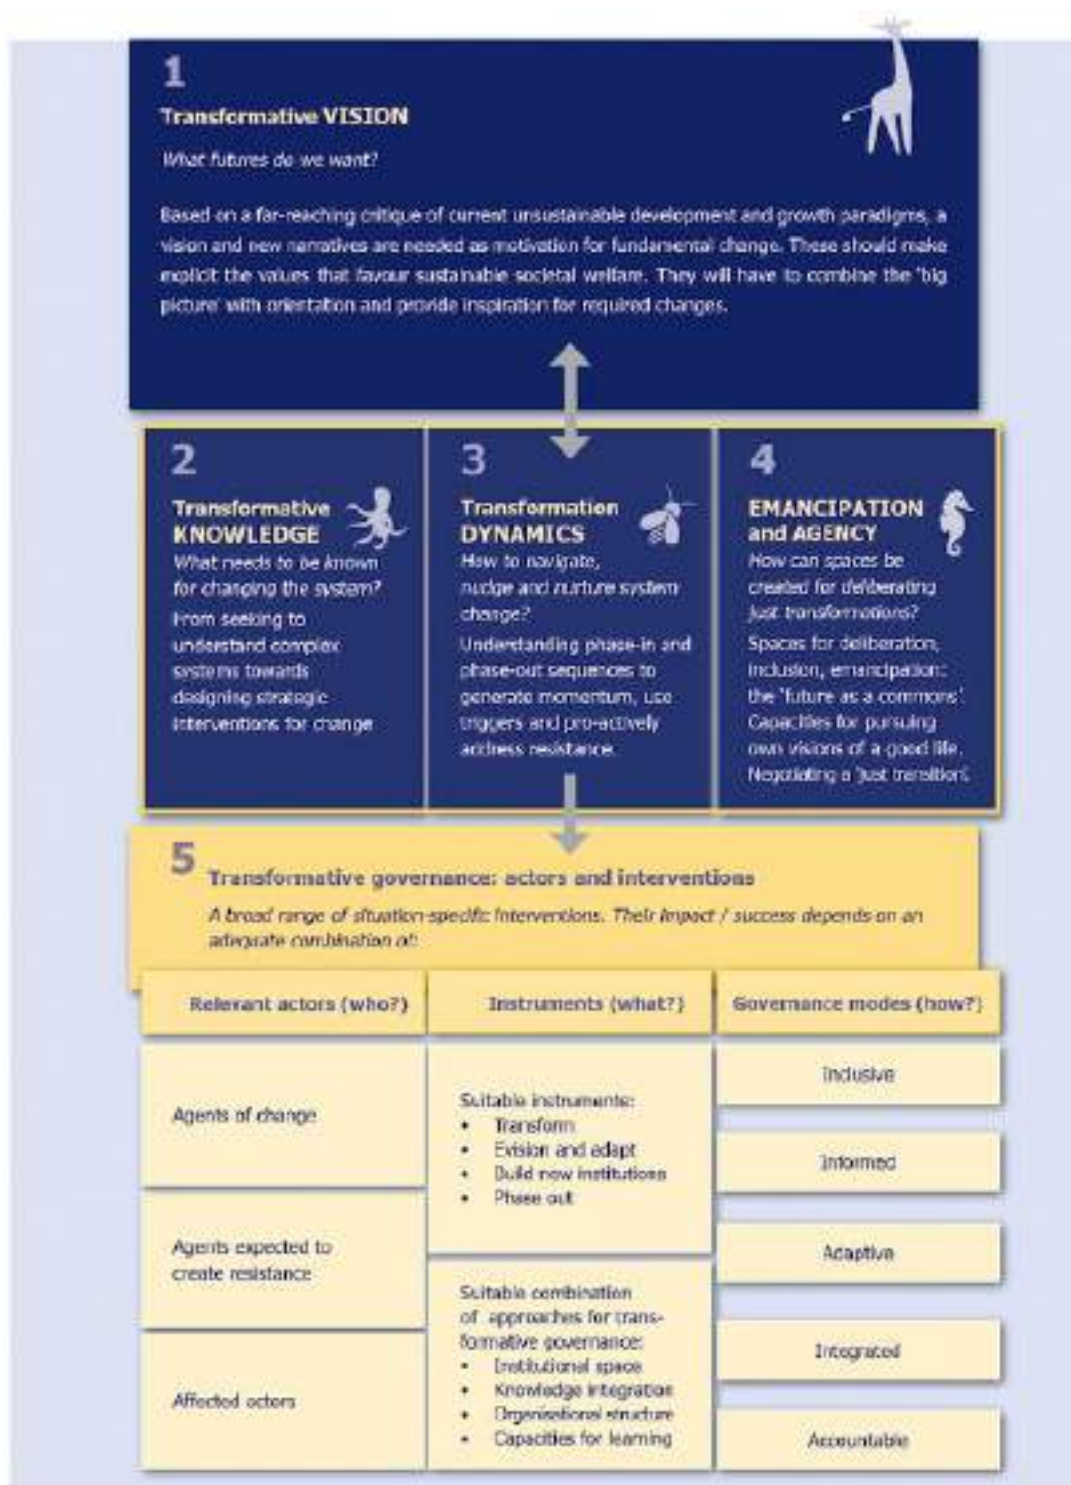 1
Transformative VISION
What futures do we want?
Based on a far-reaching critique of current unsustainable development and growth paradigms, a
vision and new narratives are needed as motivation for fundamental change. These should make
explicit the values that favour sustainable societal welfare. They will have to combine the 'big
picture' with orientation and provide inspiration for required changes.
2
Transformative
KNOWLEDGE
What needs to be known
for changing the system?
From seeking to
understand complex
systems towards
designing strategic
interventions for change
3
Transformation
DYNAMICS
How to navigate,
nudge and nurture system
change?
Understanding phase-in and
phase-out sequences to
generate momentum, use
triggers and pro-actively
address resistance.
4
EMANCIPATION
and AGENCY
How can spaces be
created for deliberating
just transformations?
Spaces for deliberation,
inclusion, emancipation:
the 'future as a commons'.
Capacities for pursuing
own visions of a good life.
Negotiating a 'just transition'.
5
Transformative governance: actors and interventions
A broad range of situation-specific interventions. Their impact / success depends on an
adequate combination of:
Relevant actors (who?)
Agents of change
Agents expected to
create resistance
Affected actors
Instruments (what?)
Suitable instruments:
• Transform
• Evision and adapt
• Build new institutions
• Phase out
Suitable combination
of approaches for trans-
formative governance:
• Institutional space
• Knowledge integration
• Organisational structure
• Capacities for learning
Governance modes (how?)
Inclusive
Informed
Adaptive
Integrated
Accountable